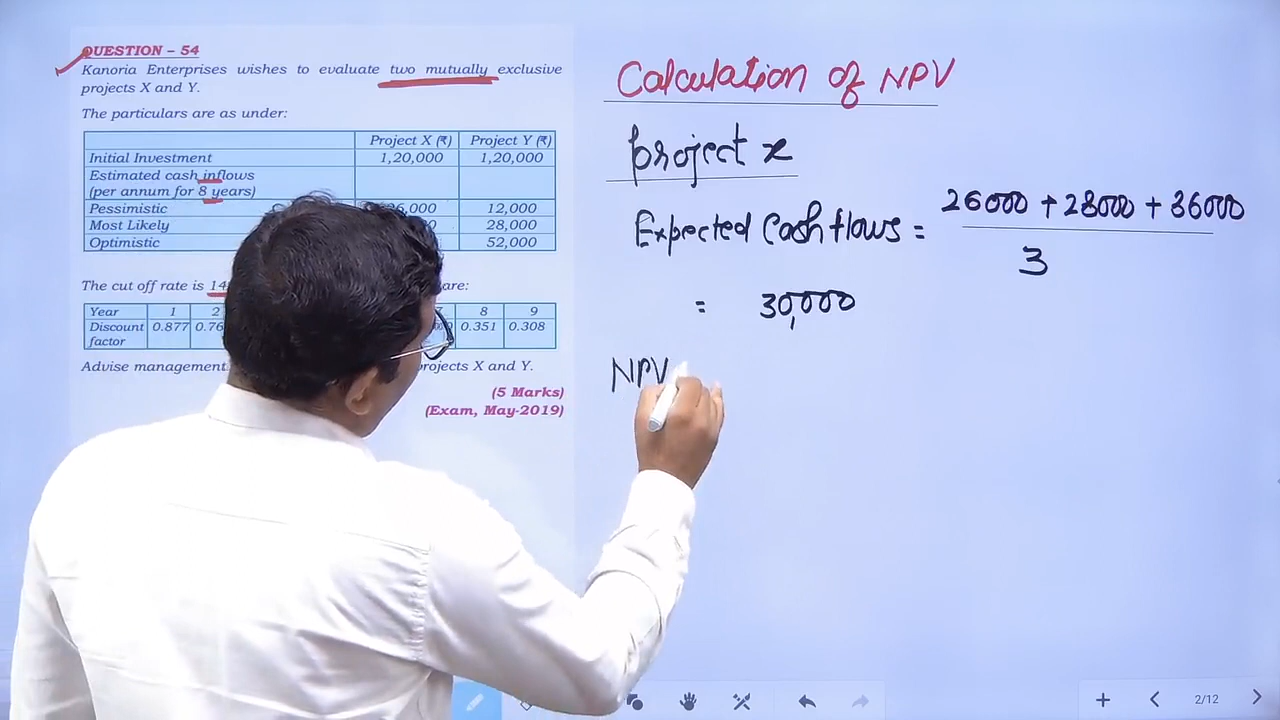 QUESTION – 54
Kanoria Enterprises wishes to evaluate two mutually exclusive
projects X and Y.
The particulars are as under:
Project X (₹) Project Y (₹)
Initial Investment 1,20,000 1,20,000
Estimated cash inflows
(per annum for 8 years)
Pessimistic 12,000
Most Likely 28,000
Optimistic 52,000
The cut off rate is are:
Year 1 2 8 9
Discount 0.877 0.351 0.308
factor
Advise management projects X and Y.
(5 Marks)
(Exam, May-2019)
Calculation of NPV
project x
Expected Cash flows = 26000 + 28000 + 36000
3
= 30,000
NPV
2/12